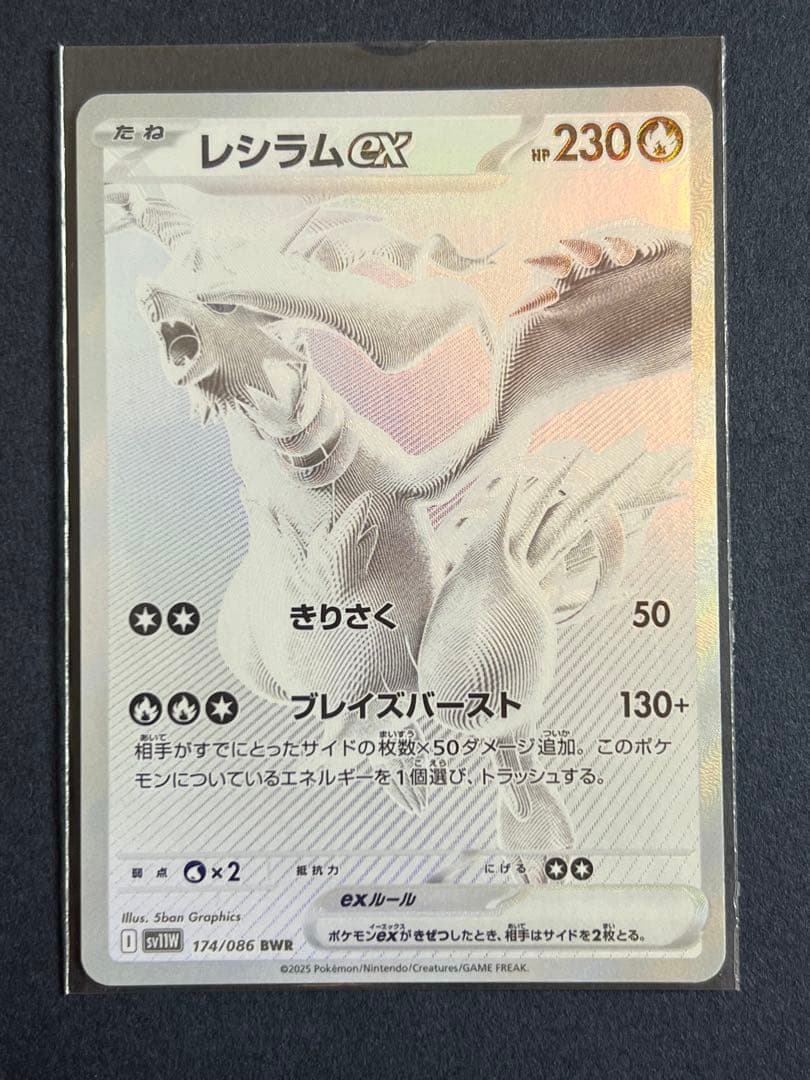 たね
レシラムex
HP230
きりさく 50
ブレイズバースト 130+
相手がすでにとったサイドの枚数×50ダメージ追加。このポケ
モンについているエネルギーを1個選び、トラッシュする。
弱点 ×2 抵抗力 にげる
exルール
ポケモンexがきぜつしたとき、相手はサイドを2枚とる。
Illus. 5ban Graphics
I sv11W 174/086 BWR
©2025 Pokémon/Nintendo/Creatures/GAME FREAK.